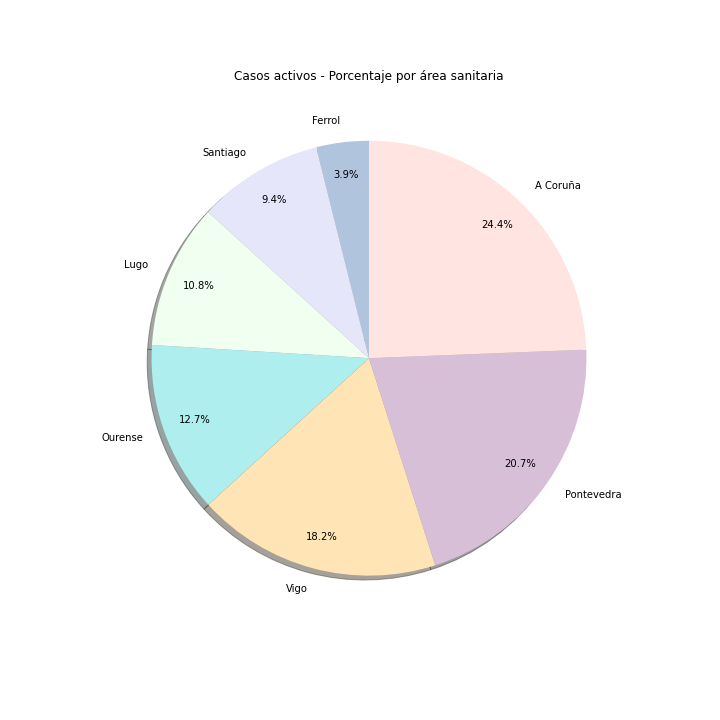 Casos activos - Porcentaje por área sanitaria
Ferrol
3.9%
Santiago
9.4%
A Coruña
24.4%
Lugo
10.8%
Ourense
12.7%
Pontevedra
20.7%
Vigo
18.2%